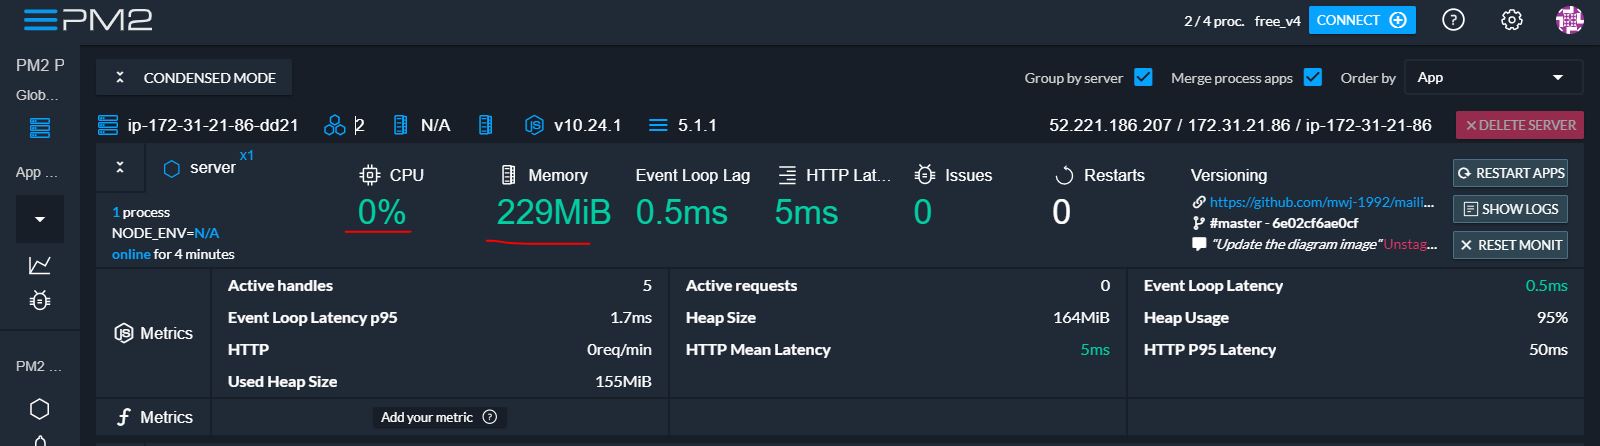 PM2
2 / 4 proc. free_v4 CONNECT
PM2 P
CONDENSED MODE
Group by server Merge process apps Order by App
Glob...
ip-172-31-21-86-dd21 2 N/A v10.24.1 5.1.1 52.221.186.207 / 172.31.21.86 / ip-172-31-21-86 × DELETE SERVER
App ...
server x1
CPU Memory Event Loop Lag HTTP Lat... Issues Restarts Versioning
0% 229MiB 0.5ms 5ms 0 0
1 process
NODE_ENV=N/A
online for 4 minutes
https://github.com/mwj-1992/maili...
#master - 6e02cf6ae0cf
"Update the diagram image" Unstag...
RESTART APPS
SHOW LOGS
RESET MONIT
JS Metrics
Active handles 5 Active requests 0 Event Loop Latency 0.5ms
Event Loop Latency p95 1.7ms Heap Size 164MiB Heap Usage 95%
HTTP 0req/min HTTP Mean Latency 5ms HTTP P95 Latency 50ms
Used Heap Size 155MiB
PM2 ...
Metrics Add your metric ?